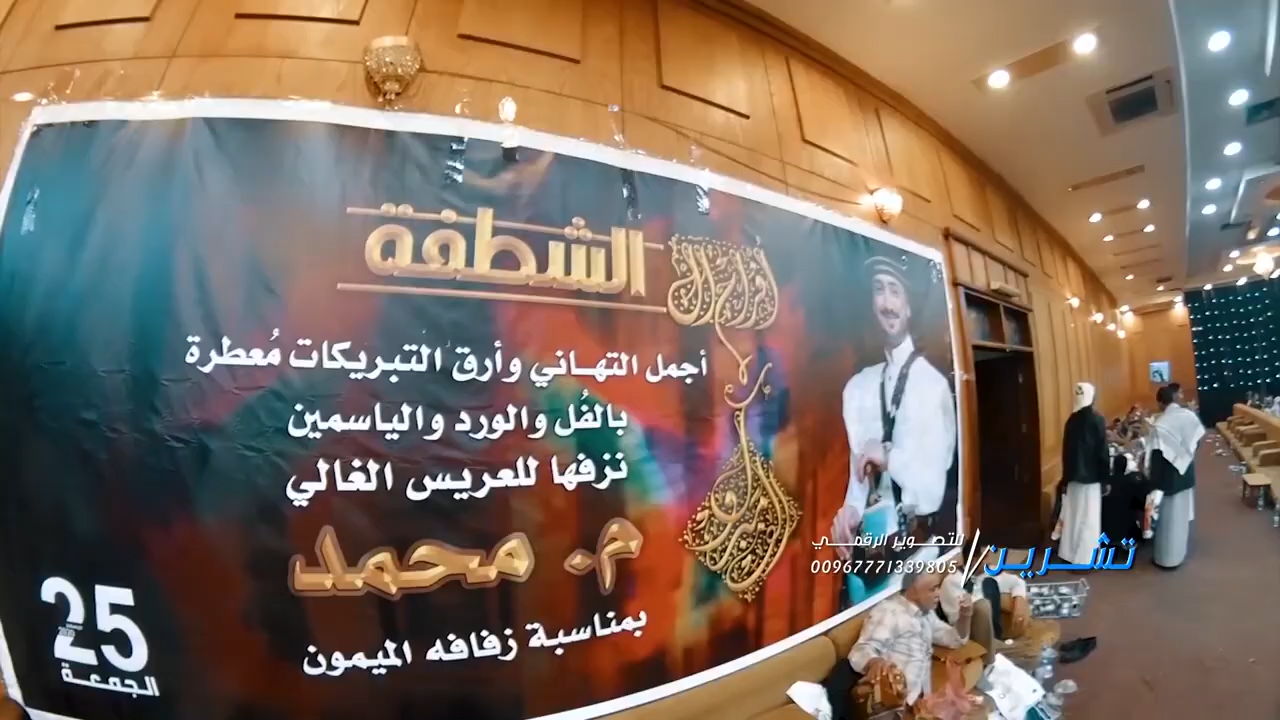 أفراح آل
الشطفة
أجمل التهاني وأرق التبريكات مُعطرة
بالفُل والورد والياسمين
نزفها للعريس الغالي
م. محمد
بمناسبة زفافه الميمون
25
الجمعة
تشرين
للتصوير الرقمي
00967771339805